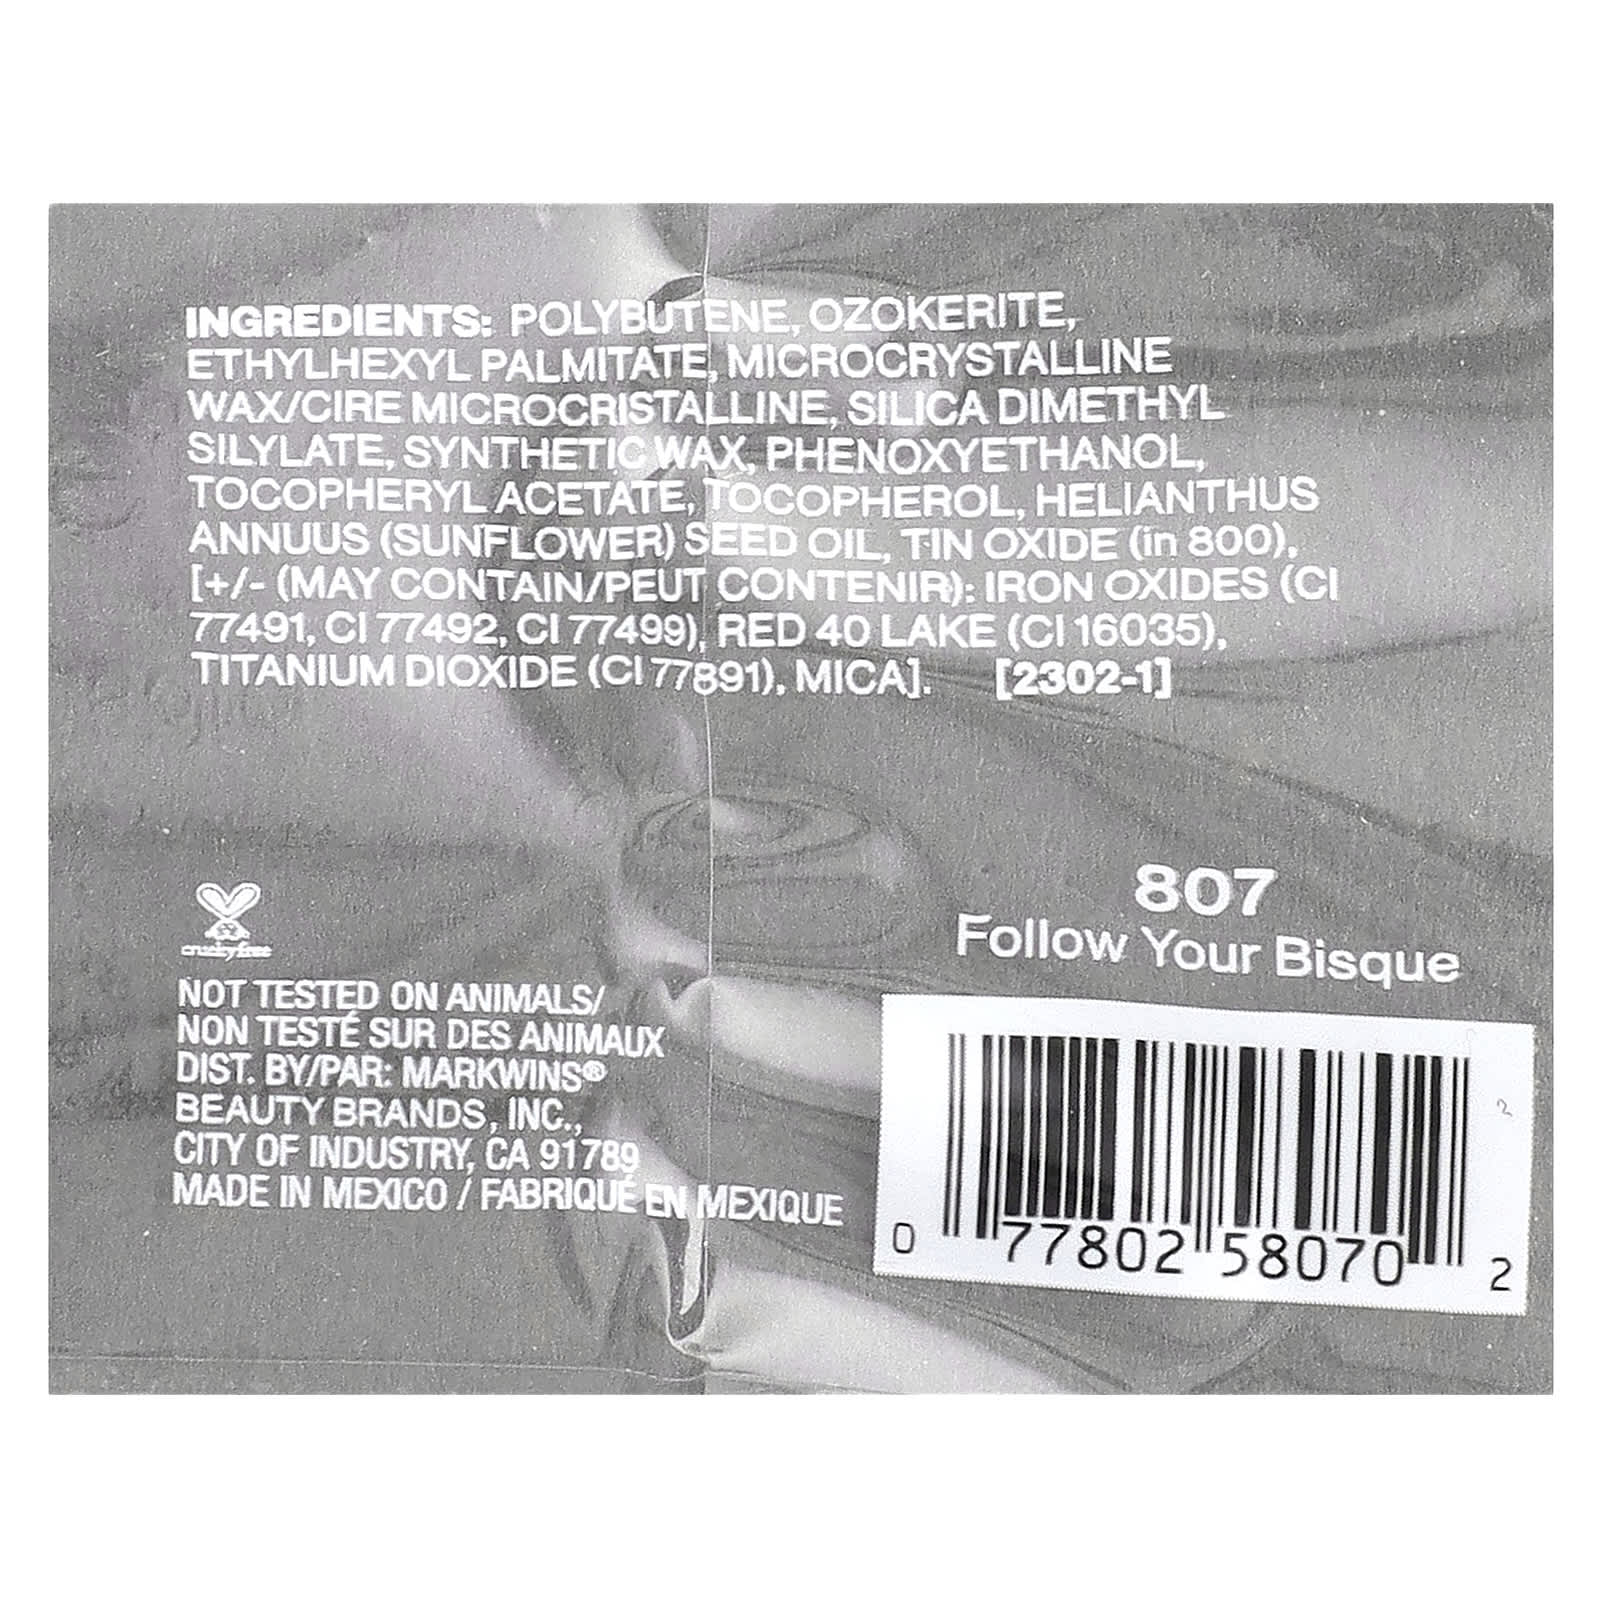 INGREDIENTS: POLYBUTENE, OZOKERITE,
ETHYLHEXYL PALMITATE, MICROCRYSTALLINE
WAX/CIRE MICROCRISTALLINE, SILICA DIMETHYL
SILYLATE, SYNTHETIC WAX, PHENOXYETHANOL,
TOCOPHERYL ACETATE, TOCOPHEROL, HELIANTHUS
ANNUUS (SUNFLOWER) SEED OIL, TIN OXIDE (in 800),
[+/- (MAY CONTAIN/PEUT CONTENIR): IRON OXIDES (CI
77491, CI 77492, CI 77499), RED 40 LAKE (CI 16035),
TITANIUM DIOXIDE (CI 77891), MICA]. [2302-1]
crueltyfree
NOT TESTED ON ANIMALS/
NON TESTÉ SUR DES ANIMAUX
DIST. BY/PAR: MARKWINS®
BEAUTY BRANDS, INC.,
CITY OF INDUSTRY, CA 91789
MADE IN MEXICO / FABRIQUÉ EN MEXIQUE
807
Follow Your Bisque
2
0 77802 58070 2